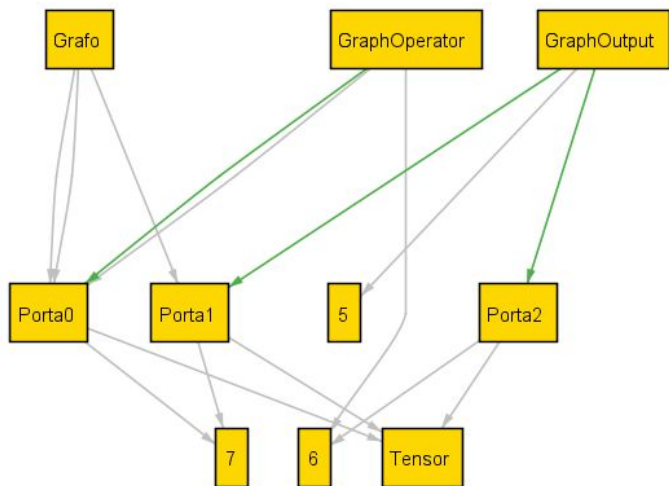 Grafo
GraphOperator
GraphOutput
Porta0
Porta1
5
Porta2
7
6
Tensor